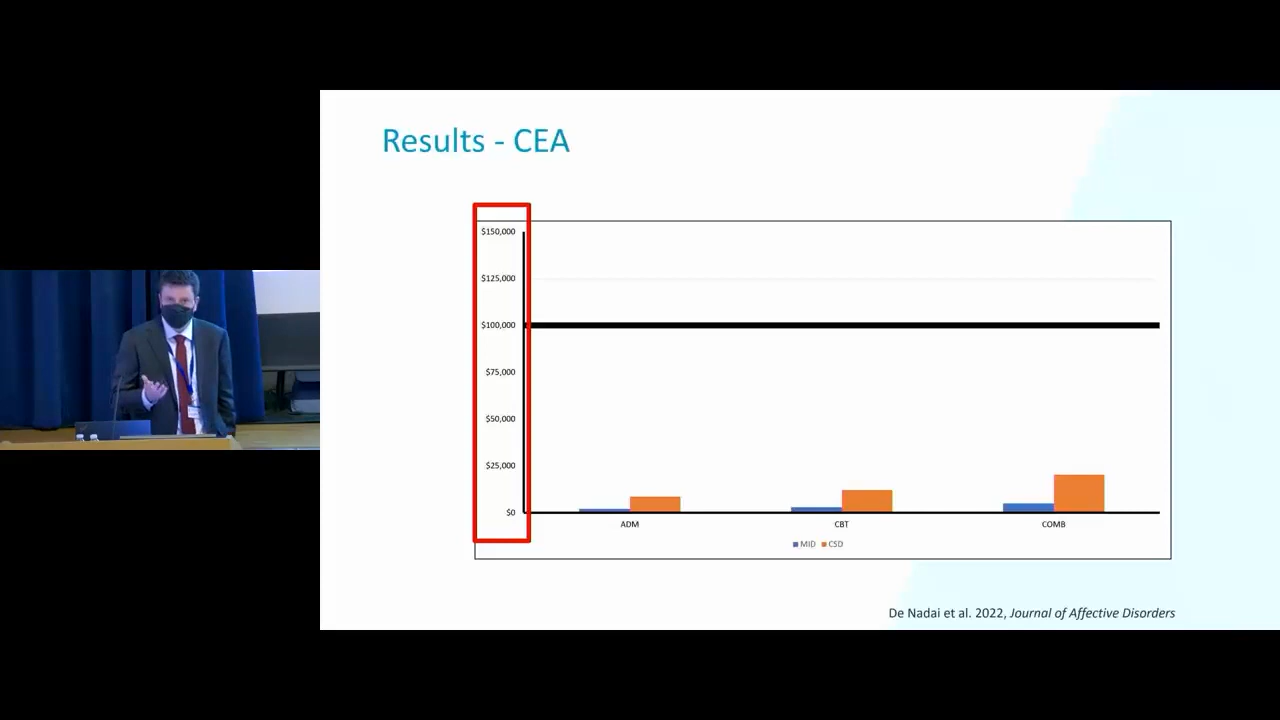 Results - CEA
$150,000
$125,000
$100,000
$75,000
$50,000
$25,000
$0
ADM CBT COMB
MID CSD
De Nadai et al. 2022, Journal of Affective Disorders